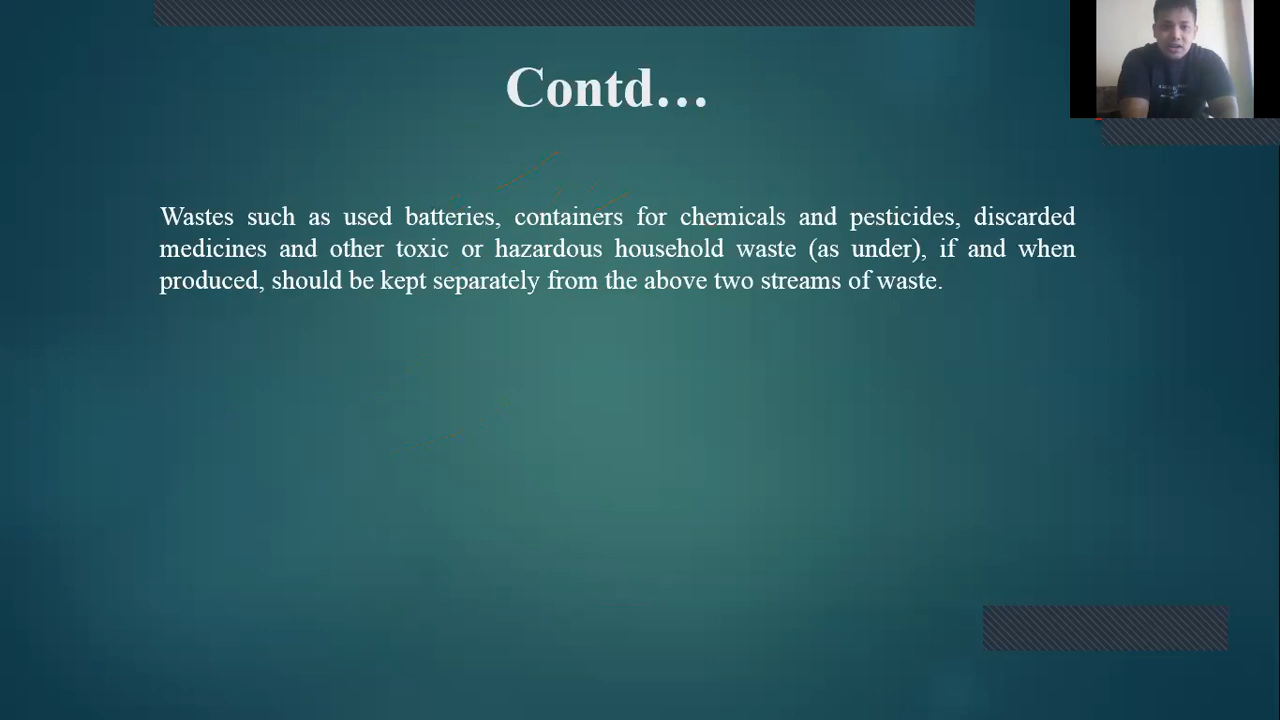 Contd…
Wastes such as used batteries, containers for chemicals and pesticides, discarded
medicines and other toxic or hazardous household waste (as under), if and when
produced, should be kept separately from the above two streams of waste.